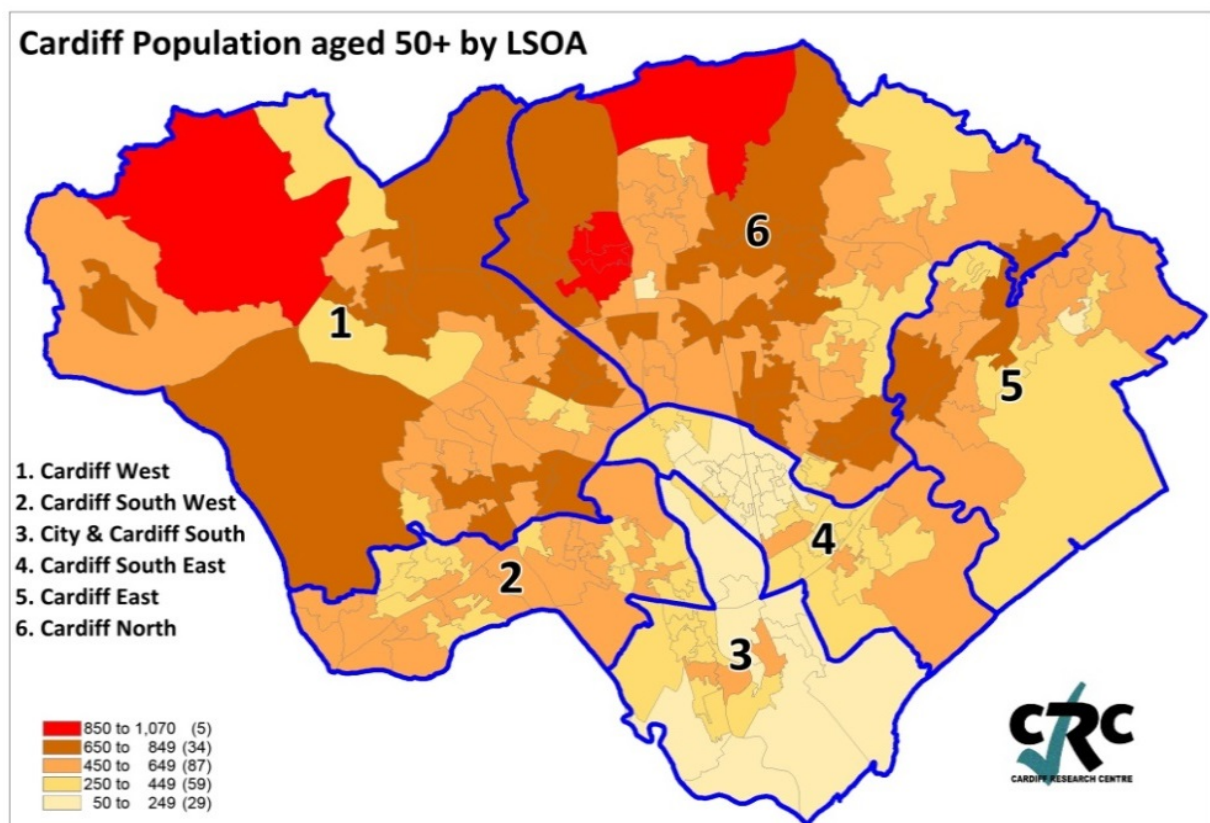 Cardiff Population aged 50+ by LSOA
6
1
5
1. Cardiff West
2. Cardiff South West
3. City & Cardiff South
4. Cardiff South East
5. Cardiff East
6. Cardiff North
4
2
3
850 to 1,070 (5)
650 to 849 (34)
450 to 649 (87)
250 to 449 (59)
50 to 249 (29)
CRC
CARDIFF RESEARCH CENTRE